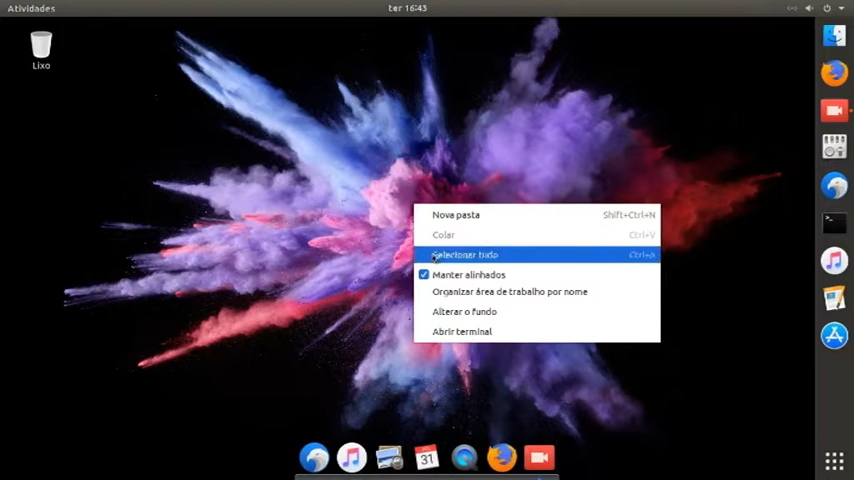 Atividades
ter 16:43
Lixo
Nova pasta Shift+Ctrl+N
Colar Ctrl+V
Selecionar tudo Ctrl+A
Manter alinhados
Organizar área de trabalho por nome
Alterar o fundo
Abrir terminal
31